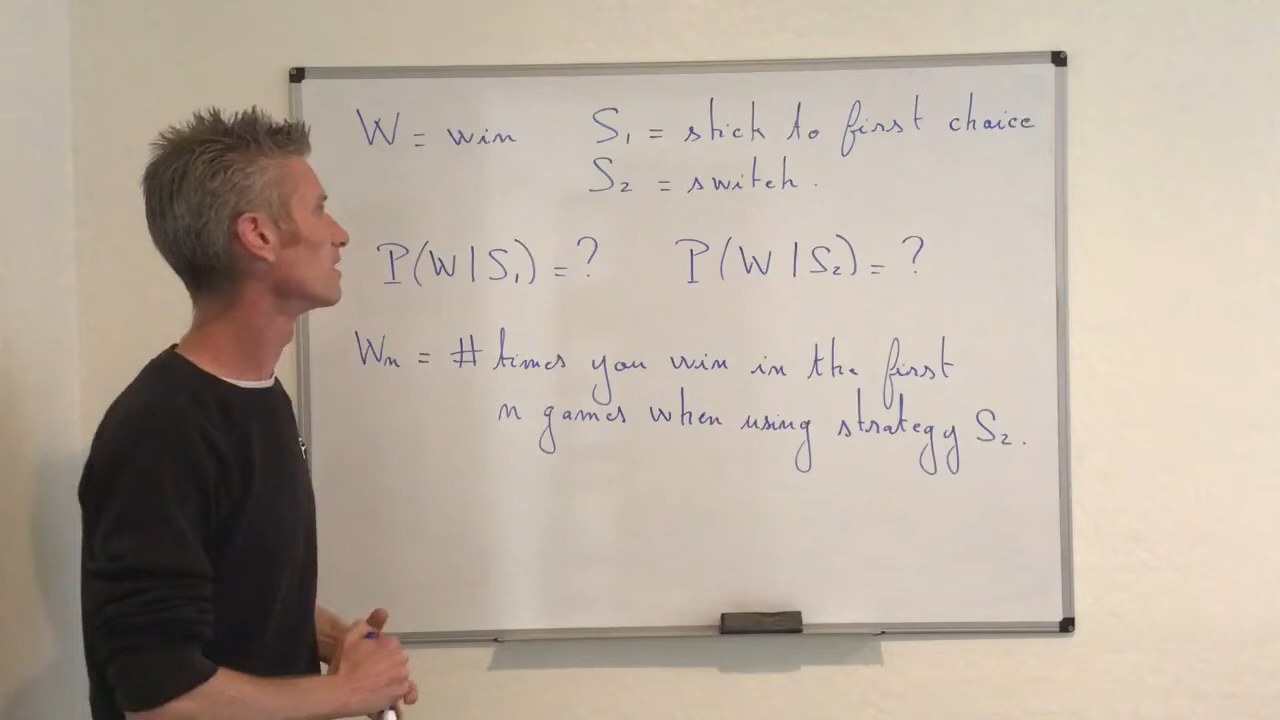 W = win S₁ = stick to first choice
S₂ = switch.
P(W|S₁) = ? P(W|S₂) = ?
Wn = # times you win in the first
n games when using strategy S₂.